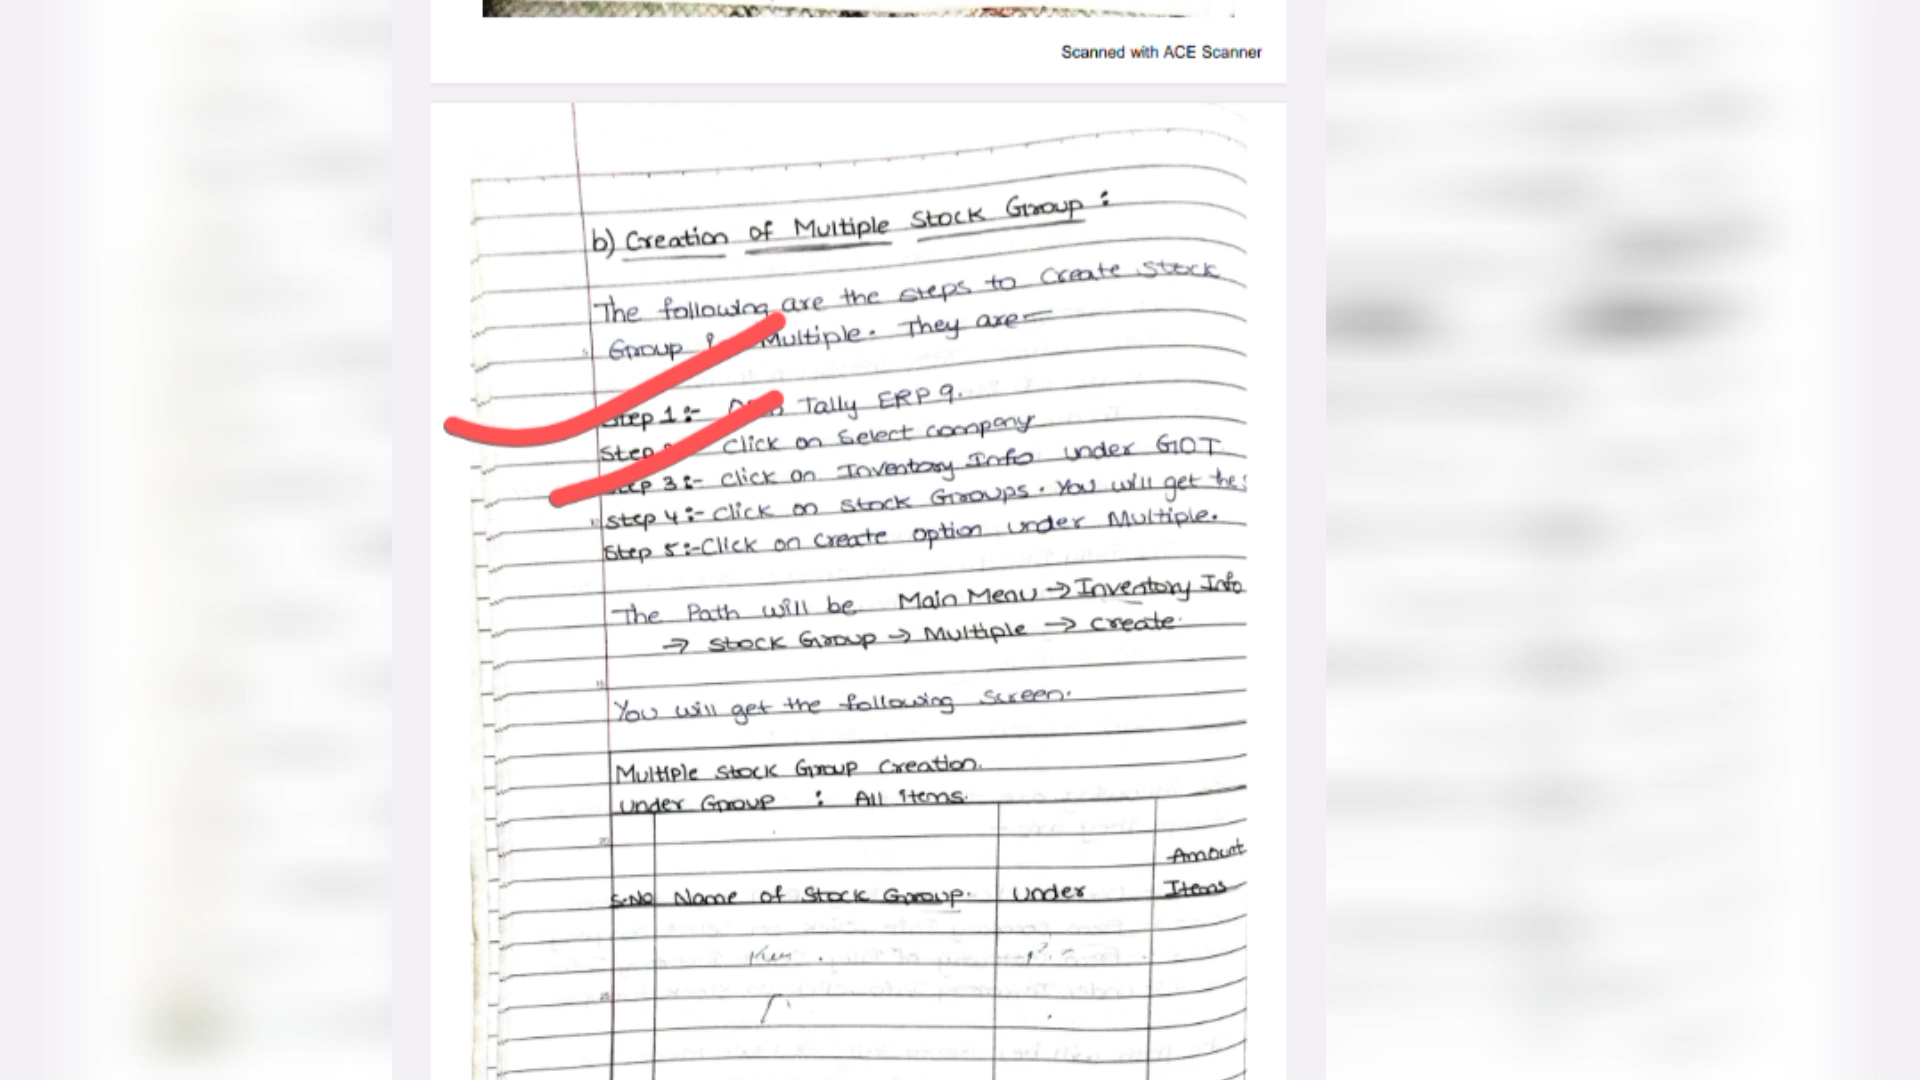 Scanned with ACE Scanner
b) Creation of Multiple Stock Group :
The following are the steps to Create Stock
Group Multiple. They are
Step 1:- Tally ERP 9.
Step Click on Select company
Step 3:- Click on Inventory Info under GOT
Step 4:- Click on Stock Groups. You will get the
Step 5:- Click on Create option under Multiple.
The Path will be Main Menu → Inventory Info
→ Stock Group → Multiple → Create
You will get the following Screen.
Multiple Stock Group Creation.
Under Group : All items.
Amount
S.No Name of Stock Group. Under Items